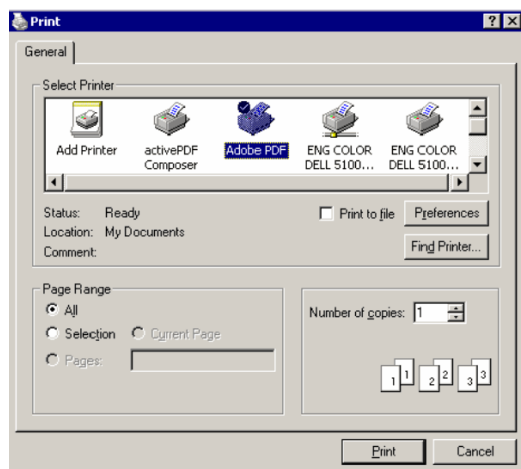 Print
General
Select Printer
Add Printer
activePDF
Composer
Adobe PDF
ENG COLOR
DELL 5100...
ENG COLOR
DELL 5100...
Status: Ready
Location: My Documents
Comment:
Print to file
Preferences
Find Printer...
Page Range
All
Selection
Current Page
Pages:
Number of copies: 1
1 1 2 2 3 3
Print
Cancel